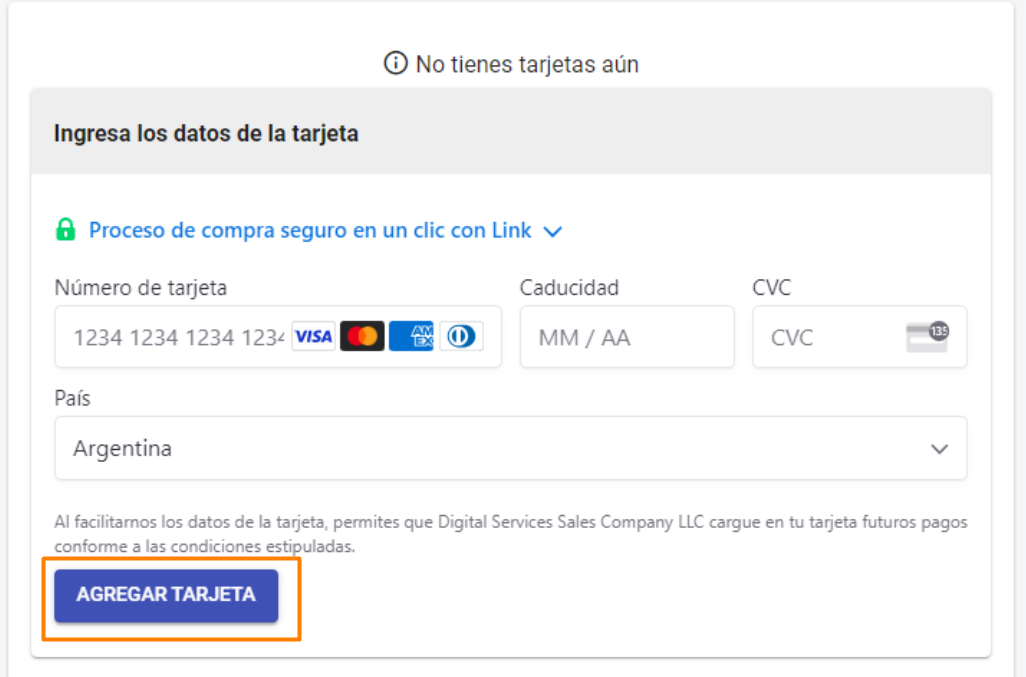 No tienes tarjetas aún
Ingresa los datos de la tarjeta
Proceso de compra seguro en un clic con Link
Número de tarjeta
Caducidad
CVC
1234 1234 1234 1234
VISA
AM
EX
MM / AA
CVC
135
País
Argentina
Al facilitarnos los datos de la tarjeta, permites que Digital Services Sales Company LLC cargue en tu tarjeta futuros pagos
conforme a las condiciones estipuladas.
AGREGAR TARJETA